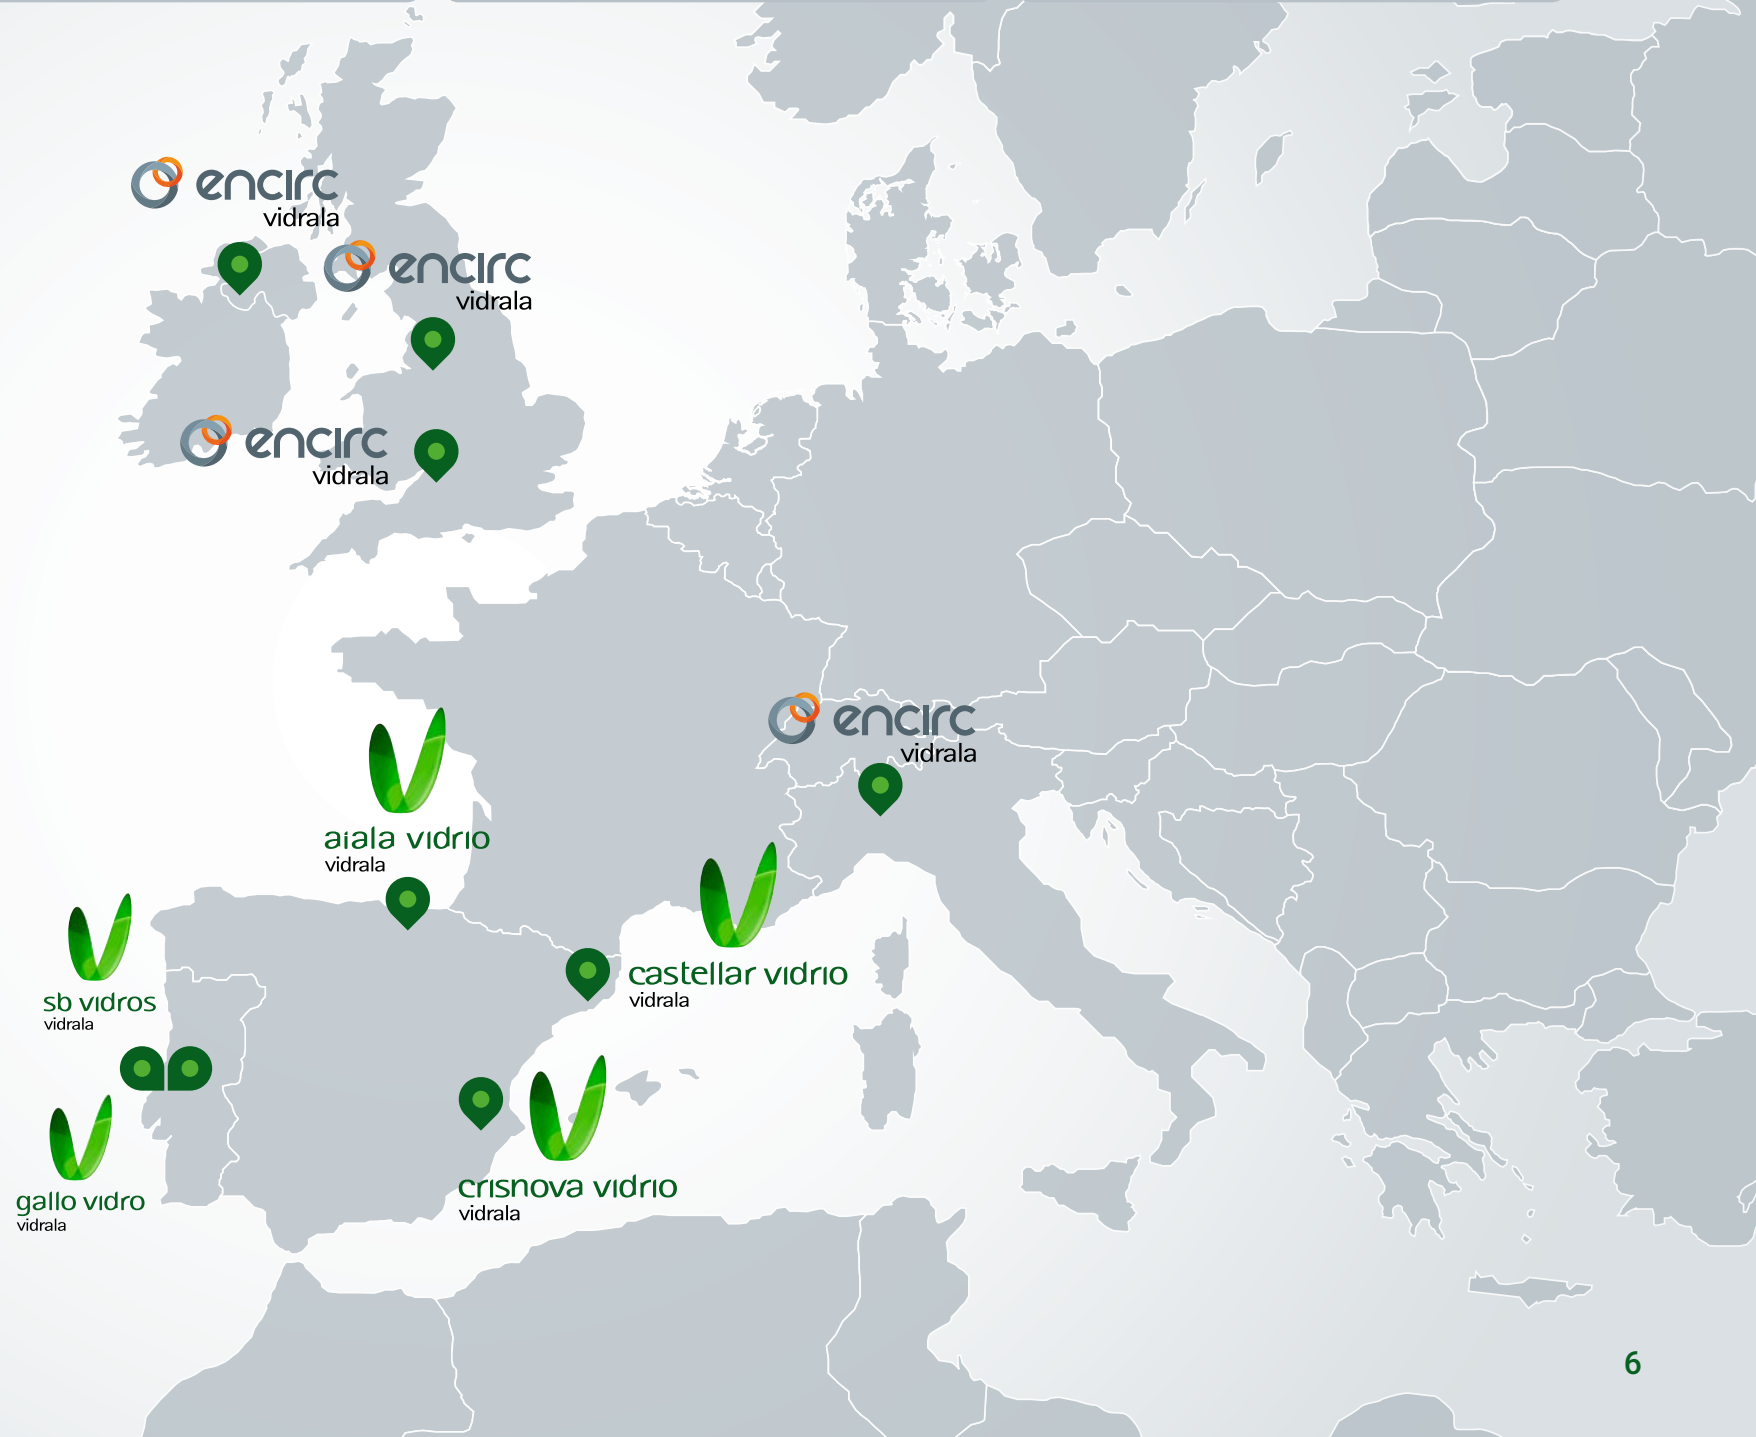 encirc
vidrala
encirc
vidrala
encirc
vidrala
encirc
vidrala
aiala vidrio
vidrala
castellar vidrio
vidrala
sb vidros
vidrala
gallo vidro
vidrala
crisnova vidrio
vidrala
6